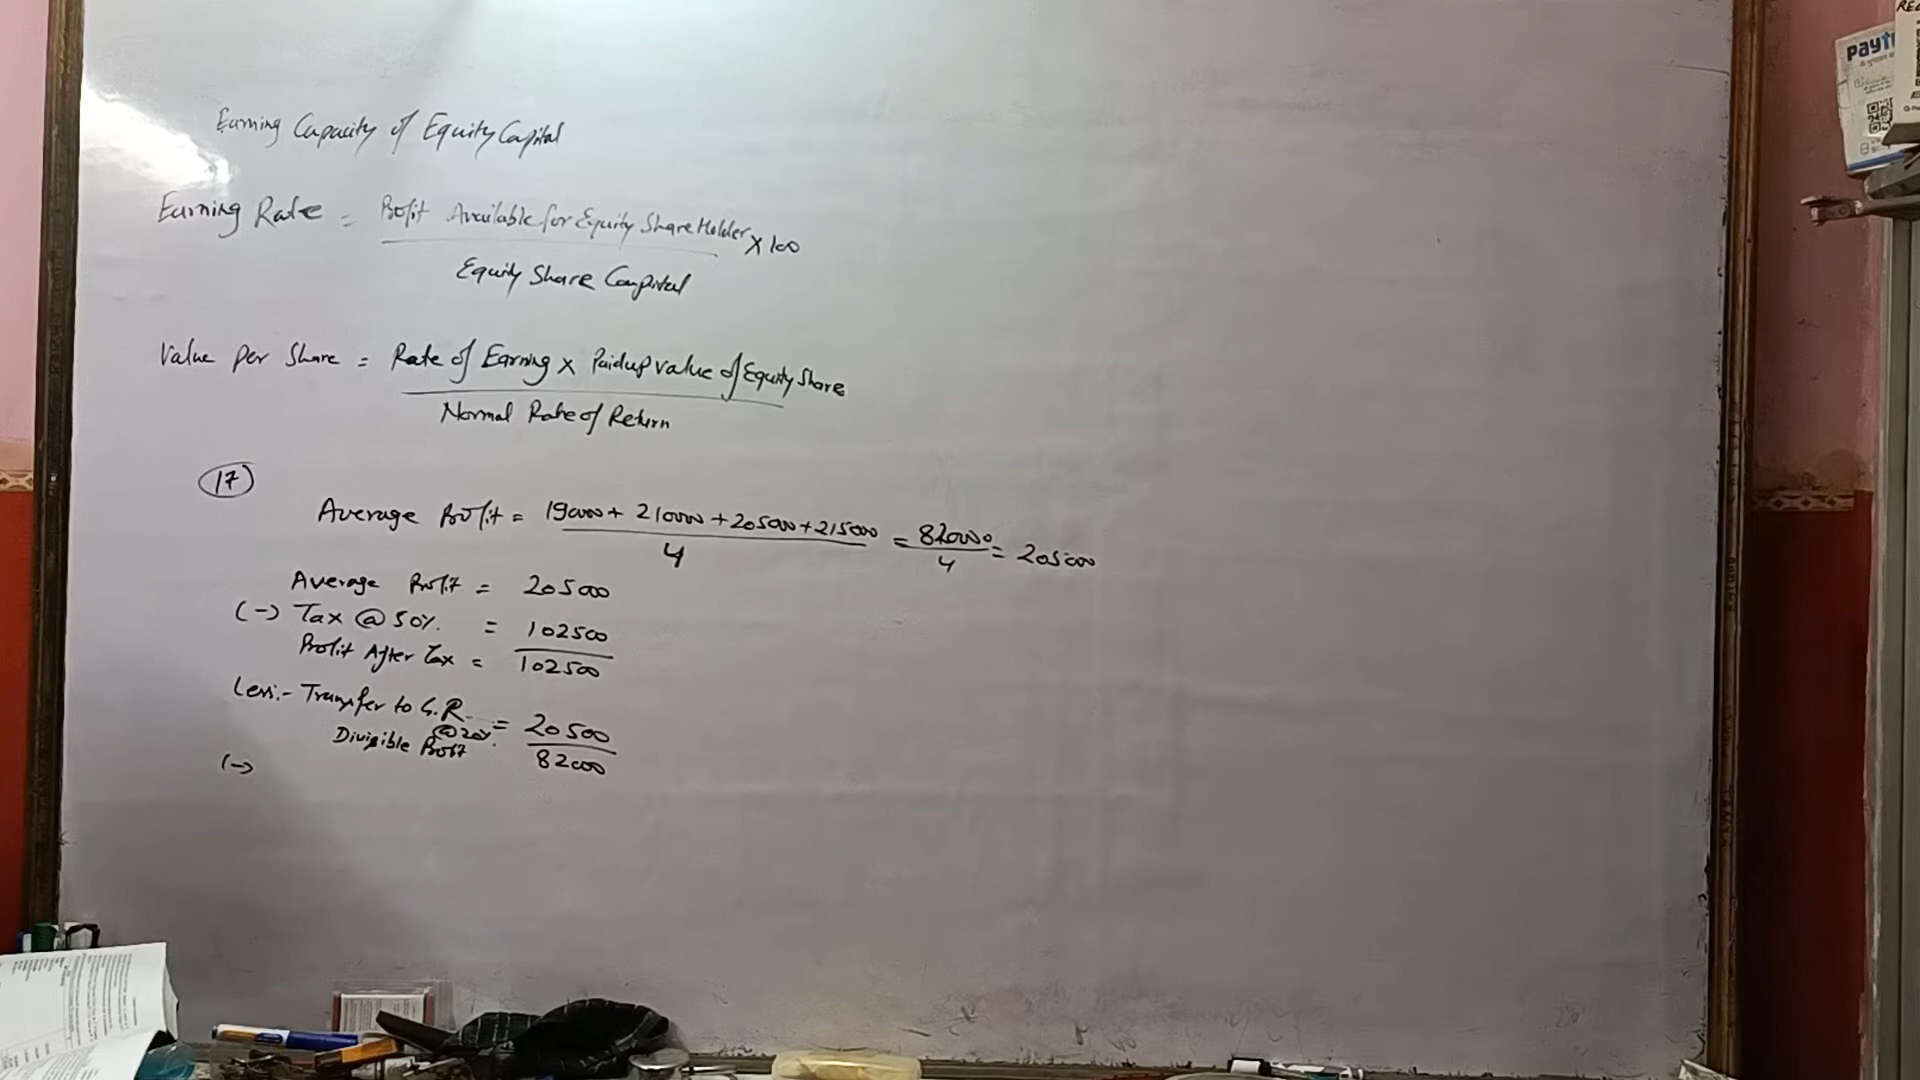 Earning Capacity of Equity Capital
Earning Rate = Profit Available for Equity Share Holder x 100
Equity Share Capital
Value per Share = Rate of Earning x Paidup value of Equity Share
Normal Rate of Return
17
Average Profit = 190000 + 210000 + 205000 + 215000 = 820000 = 205000
4 4
Average Profit = 205000
(-) Tax @ 50% = 102500
Profit After Tax = 102500
Less:- Transfer to G.R. @ 20% = 20500
Divisible Profit 82000
(-)
Payt